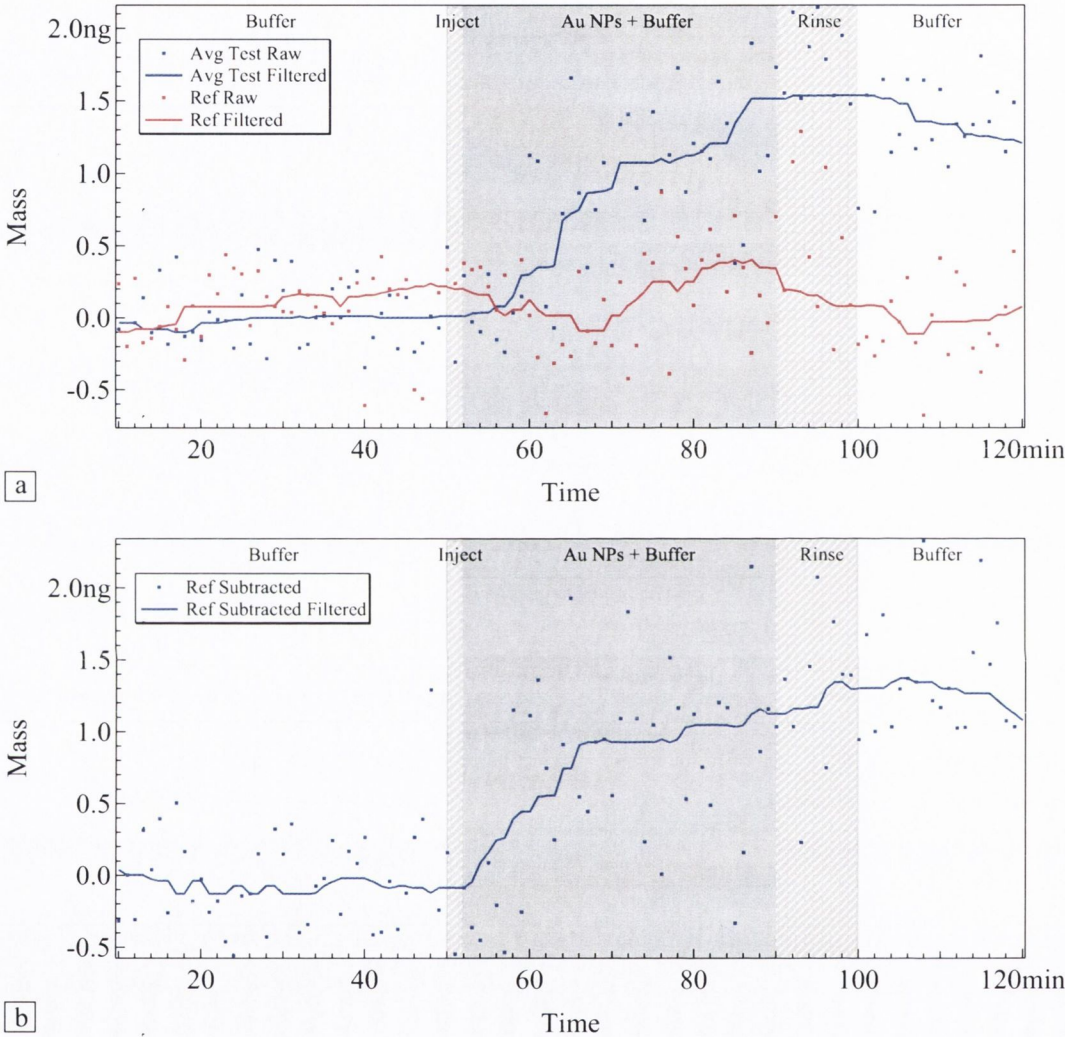 Buffer Inject Au NPs + Buffer Rinse Buffer
2.0ng
Avg Test Raw
Avg Test Filtered
Ref Raw
Ref Filtered
1.5
1.0
0.5
0.0
-0.5
Mass
20 40 60 80 100 120min
Time
a
Buffer Inject Au NPs + Buffer Rinse Buffer
2.0ng
Ref Subtracted
Ref Subtracted Filtered
1.5
1.0
0.5
0.0
-0.5
Mass
20 40 60 80 100 120min
Time
b